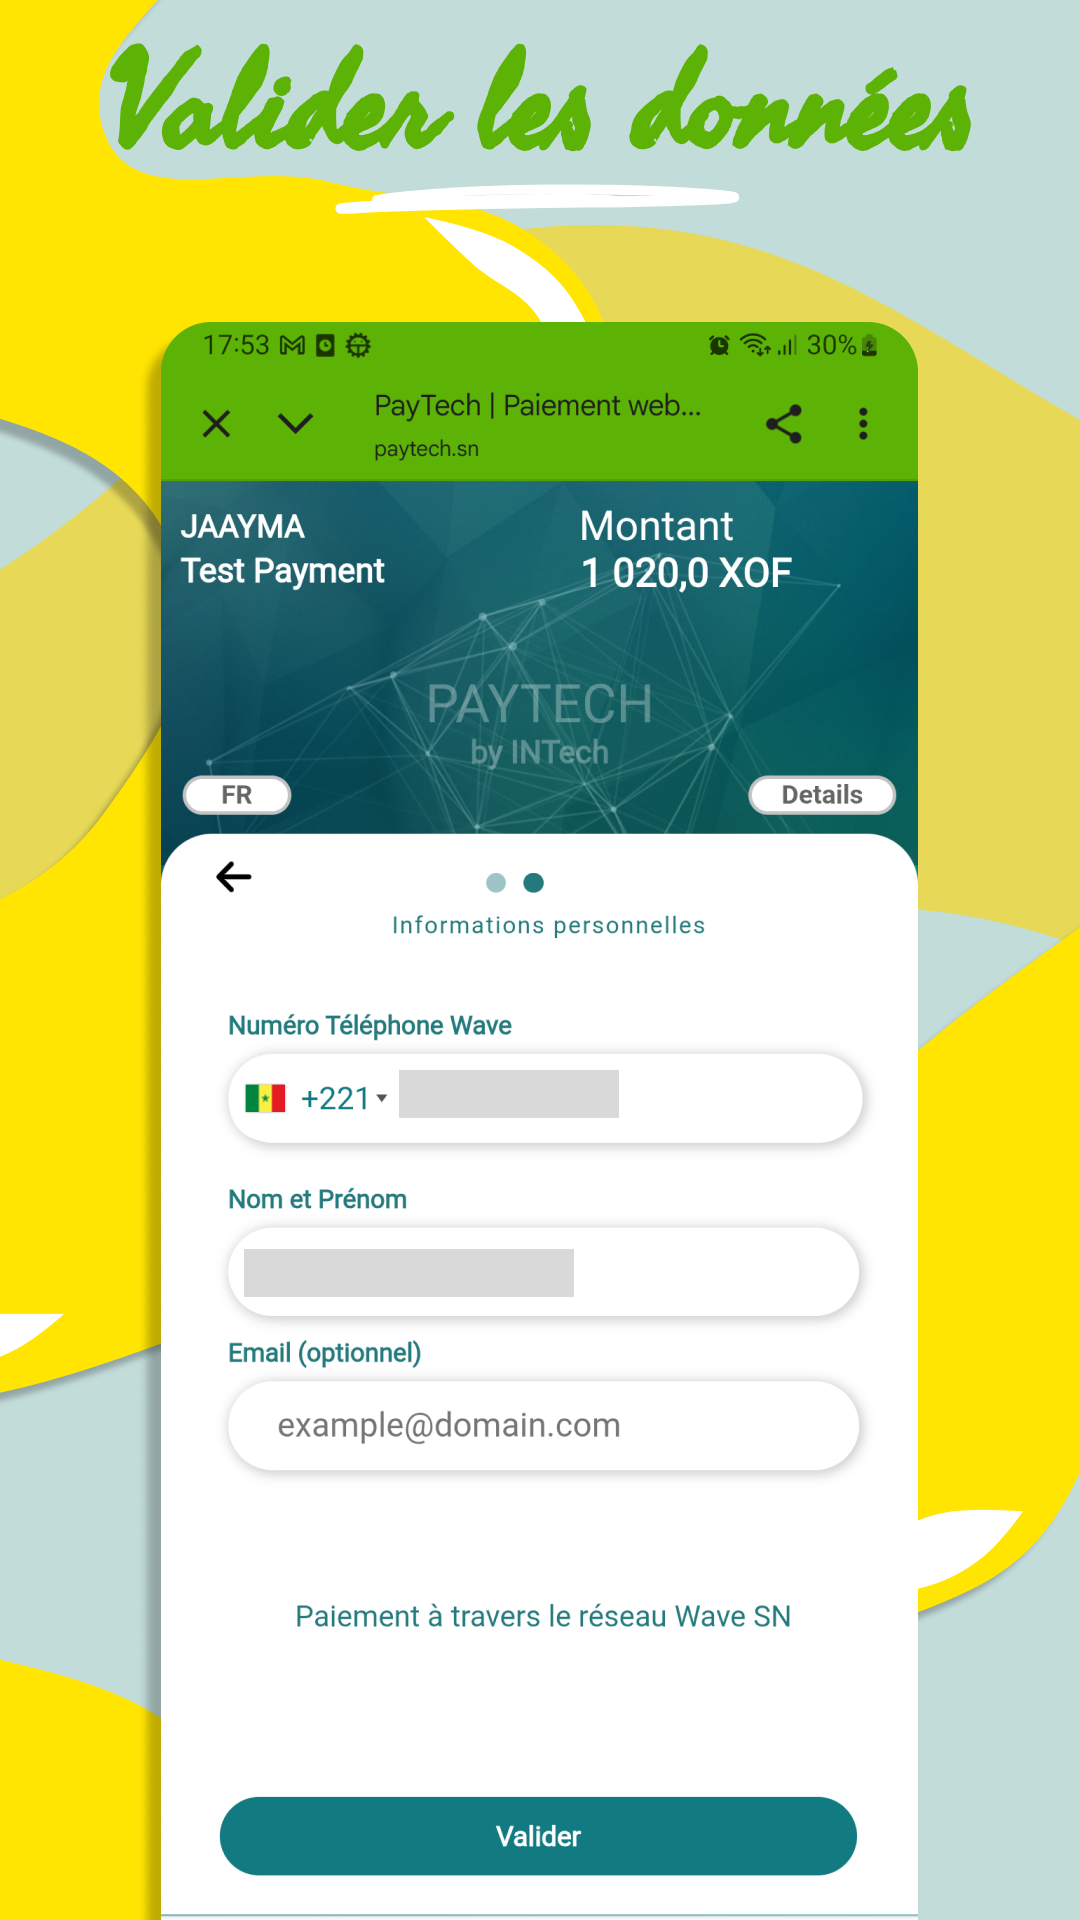 Valider les données
17:53
30%
PayTech | Paiement web...
paytech.sn
JAAYMA
Test Payment
Montant
1 020,0 XOF
PAYTECH
by INTech
FR
Details
Informations personnelles
Numéro Téléphone Wave
+221
Nom et Prénom
Email (optionnel)
example@domain.com
Paiement à travers le réseau Wave SN
Valider